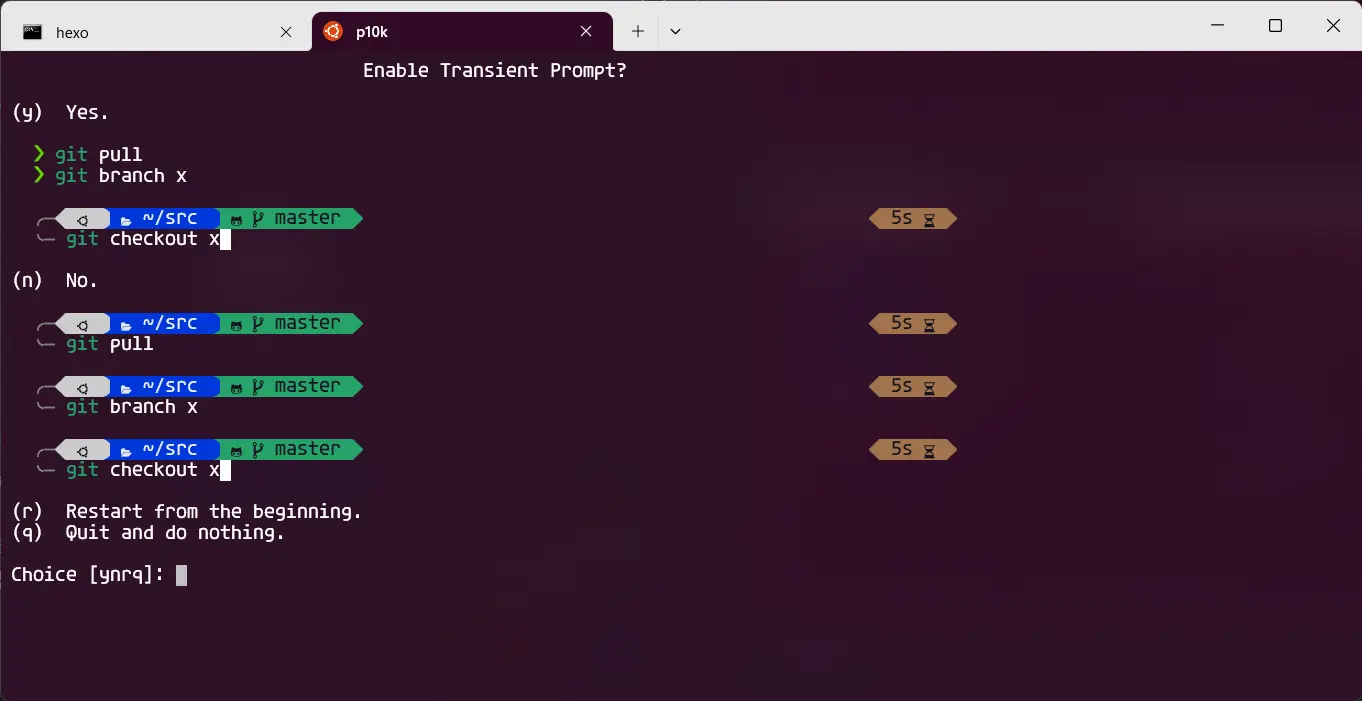 hexo
p10k
Enable Transient Prompt?
(y) Yes.
❯ git pull
❯ git branch x
~/src master 5s
git checkout x
(n) No.
~/src master 5s
git pull
~/src master 5s
git branch x
~/src master 5s
git checkout x
(r) Restart from the beginning.
(q) Quit and do nothing.
Choice [ynrq]: